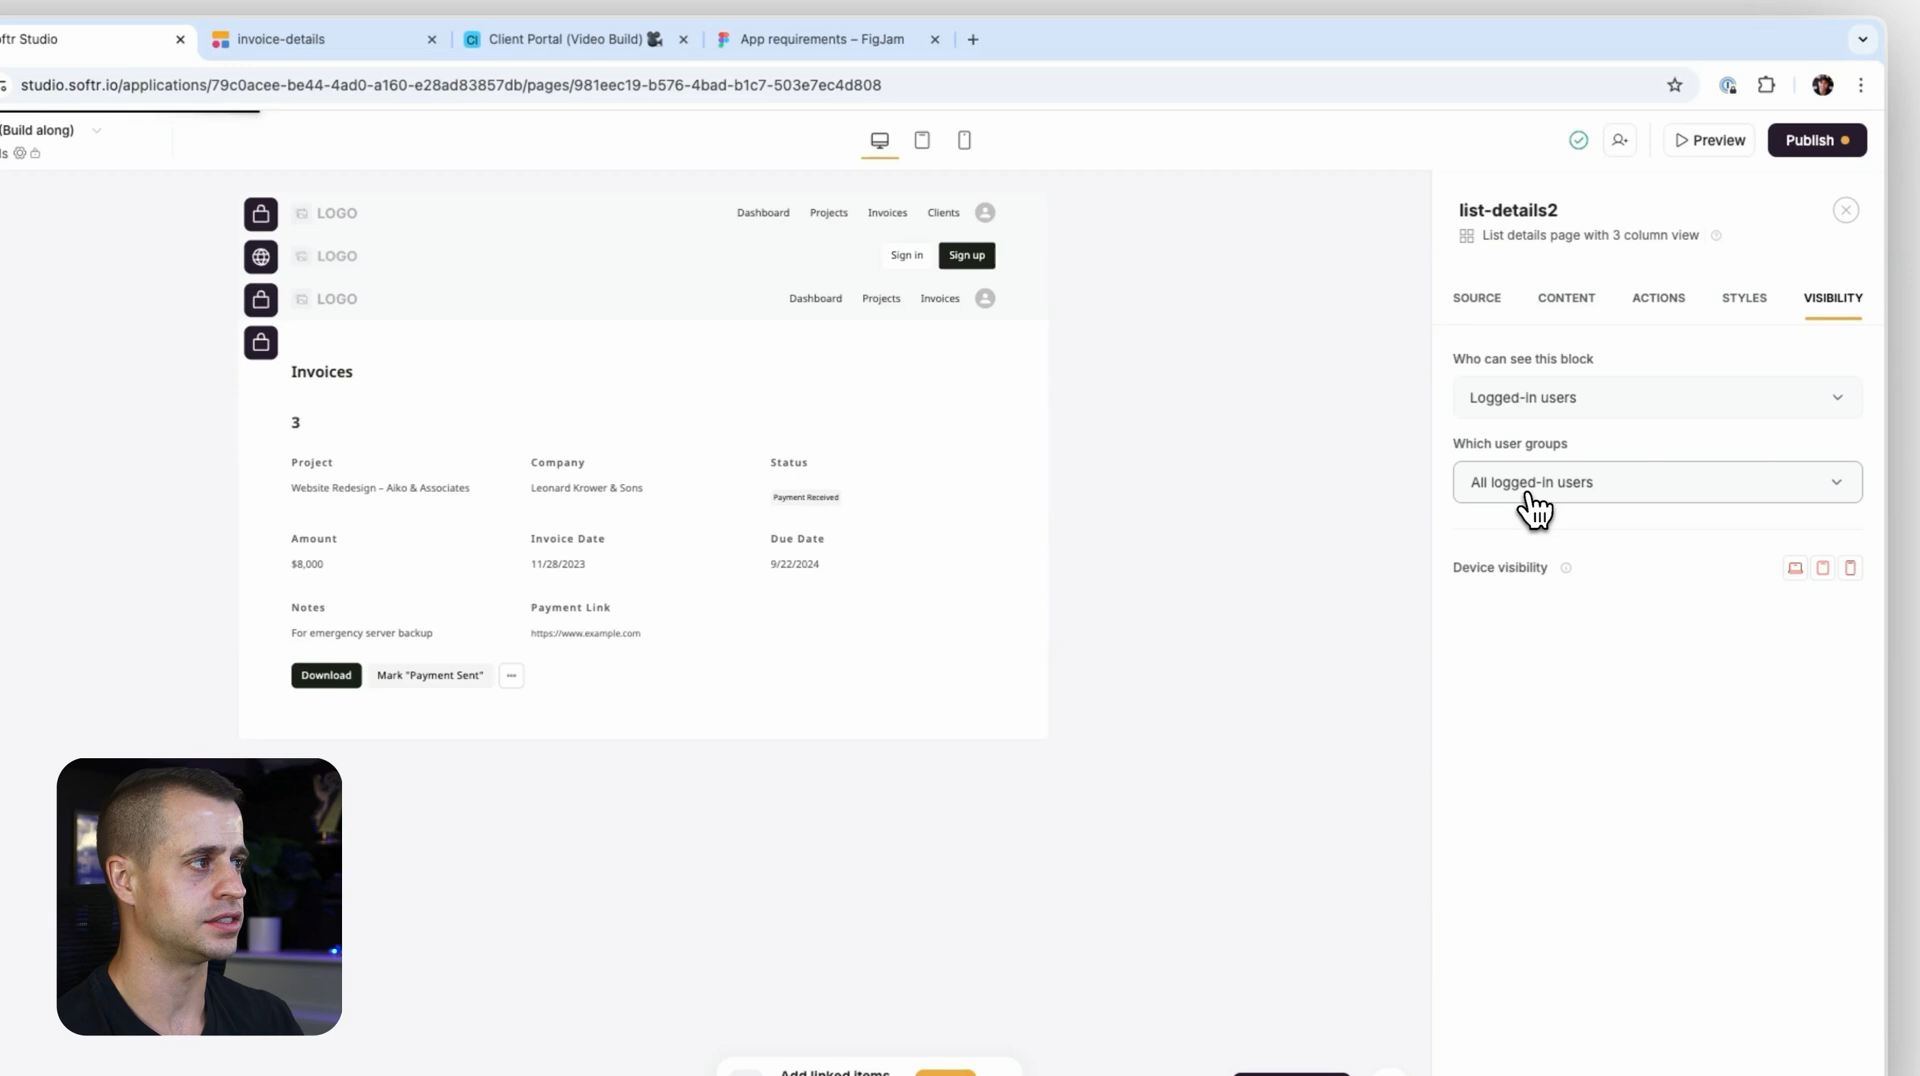 ftr Studio
invoice-details
Client Portal (Video Build)
App requirements – FigJam
studio.softr.io/applications/79c0acee-be44-4ad0-a160-e28ad83857db/pages/981eec19-b576-4bad-b1c7-503e7ec4d808
(Build along)
ls
Preview
Publish
LOGO
Dashboard Projects Invoices Clients
LOGO
Sign in Sign up
LOGO
Dashboard Projects Invoices
Invoices
3
Project Company Status
Website Redesign – Aiko & Associates Leonard Krower & Sons Payment Received
Amount Invoice Date Due Date
$8,000 11/28/2023 9/22/2024
Notes Payment Link
For emergency server backup https://www.example.com
Download Mark "Payment Sent"
list-details2
List details page with 3 column view
SOURCE CONTENT ACTIONS STYLES VISIBILITY
Who can see this block
Logged-in users
Which user groups
All logged-in users
Device visibility
Add linked items